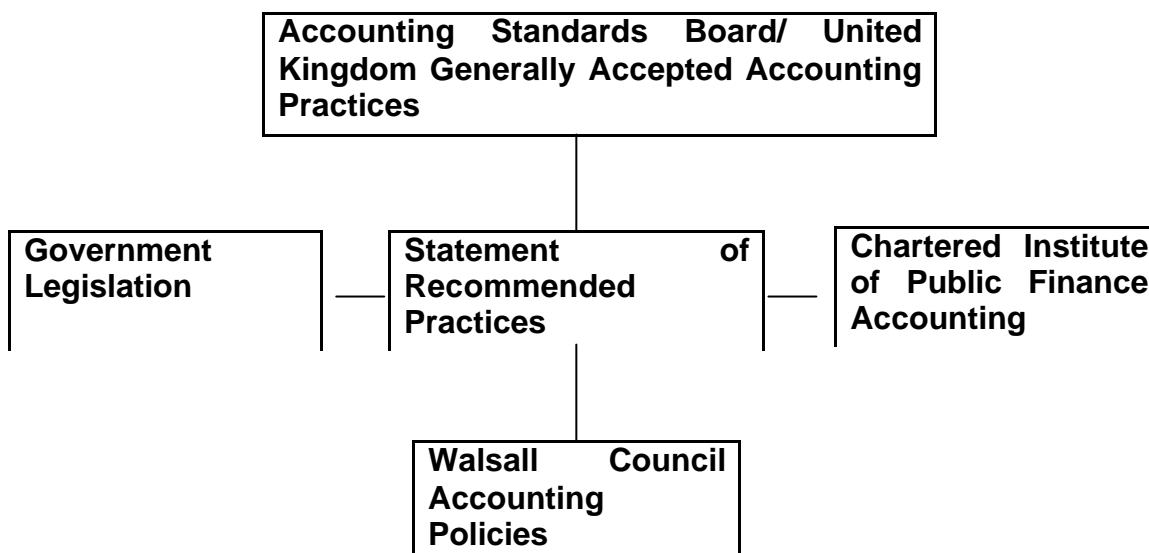 Accounting Standards Board/ United
Kingdom Generally Accepted Accounting
Practices
Government
Legislation
Statement of
Recommended
Practices
Chartered Institute
of Public Finance
Accounting
Walsall Council
Accounting
Policies